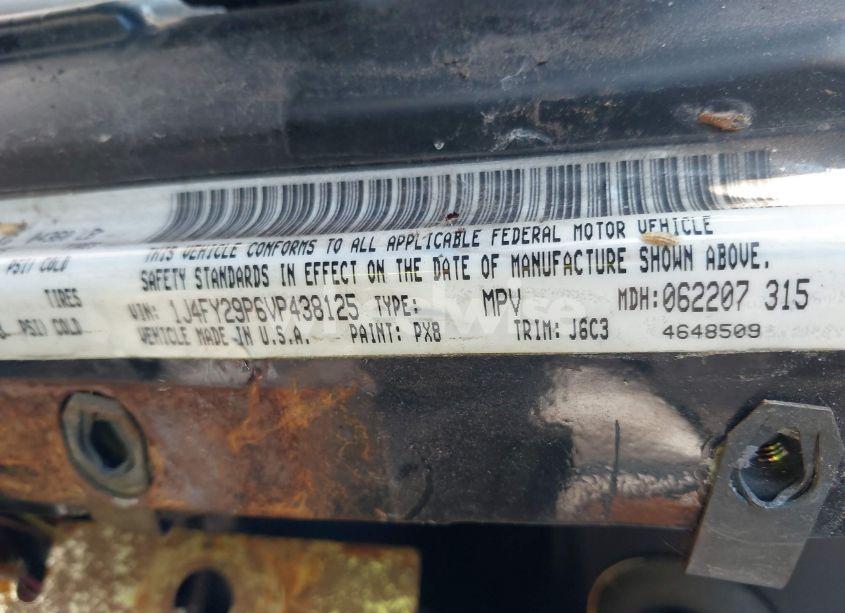 THIS VEHICLE CONFORMS TO ALL APPLICABLE FEDERAL MOTOR VEHICLE
PSI) COLD SAFETY STANDARDS IN EFFECT ON THE DATE OF MANUFACTURE SHOWN ABOVE.
TIRES VIN: 1J4FY29P6VP438125 TYPE: MPV MDH: 062207 315
PSI) COLD VEHICLE MADE IN U.S.A. PAINT: PX8 TRIM: J6C3 4648509